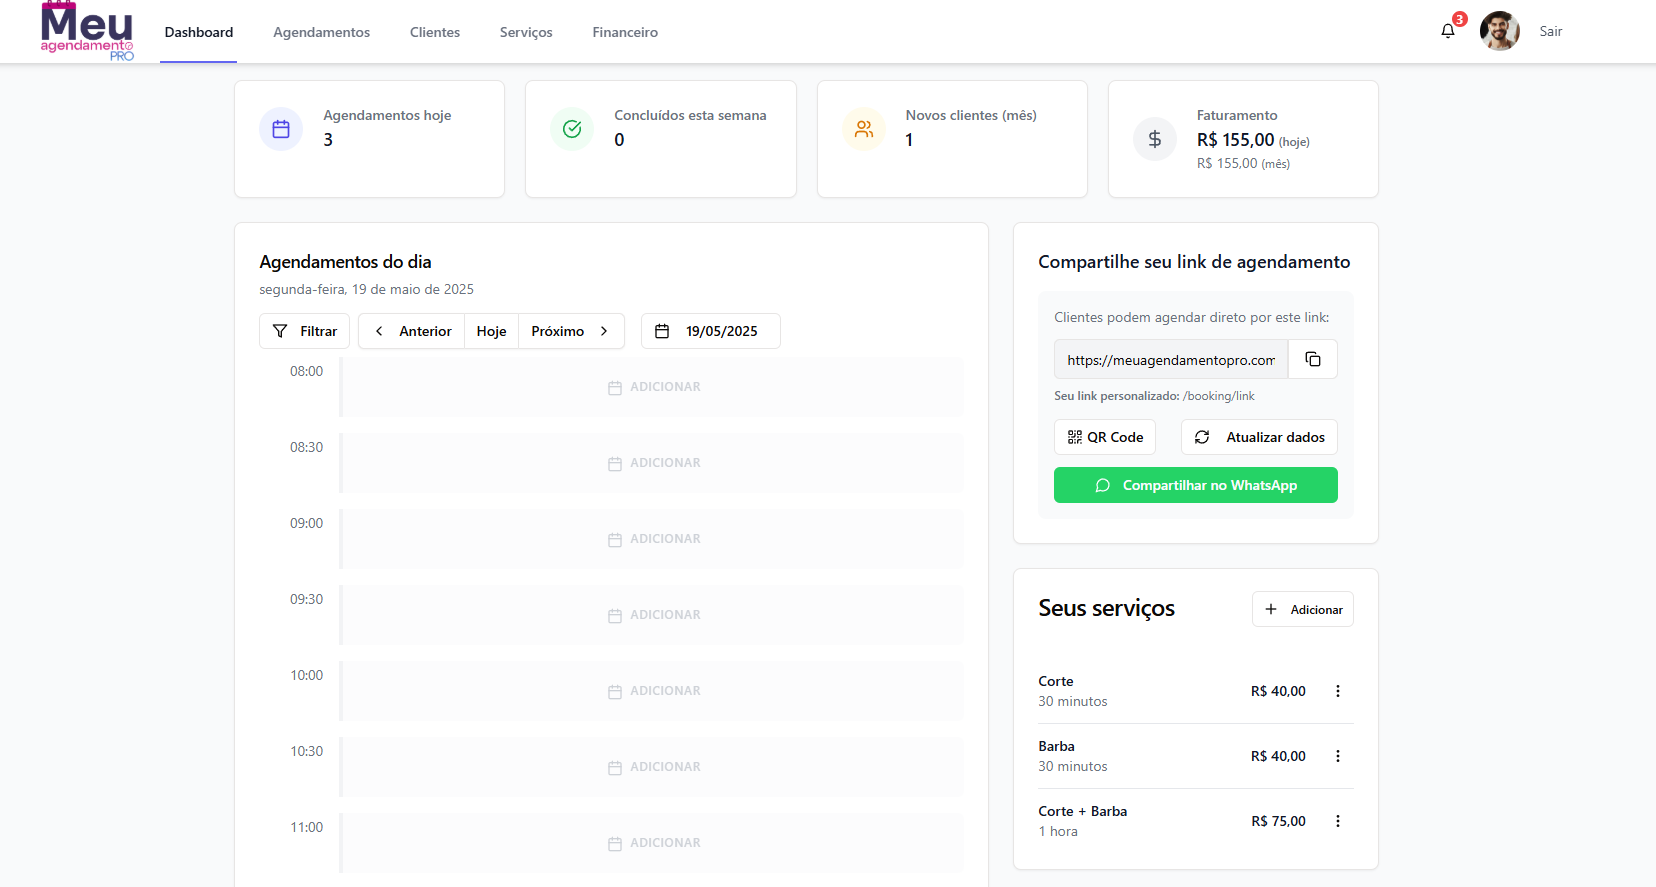 Meu
agendamento
PRO
Dashboard
Agendamentos
Clientes
Serviços
Financeiro
3
Sair
Agendamentos hoje
3
Concluídos esta semana
0
Novos clientes (mês)
1
Faturamento
R$ 155,00 (hoje)
R$ 155,00 (mês)
Agendamentos do dia
segunda-feira, 19 de maio de 2025
Filtrar
Anterior
Hoje
Próximo
19/05/2025
08:00
ADICIONAR
08:30
ADICIONAR
09:00
ADICIONAR
09:30
ADICIONAR
10:00
ADICIONAR
10:30
ADICIONAR
11:00
ADICIONAR
Compartilhe seu link de agendamento
Clientes podem agendar direto por este link:
https://meuagendamentopro.com
Seu link personalizado: /booking/link
QR Code
Atualizar dados
Compartilhar no WhatsApp
Seus serviços
Adicionar
Corte
30 minutos
R$ 40,00
Barba
30 minutos
R$ 40,00
Corte + Barba
1 hora
R$ 75,00